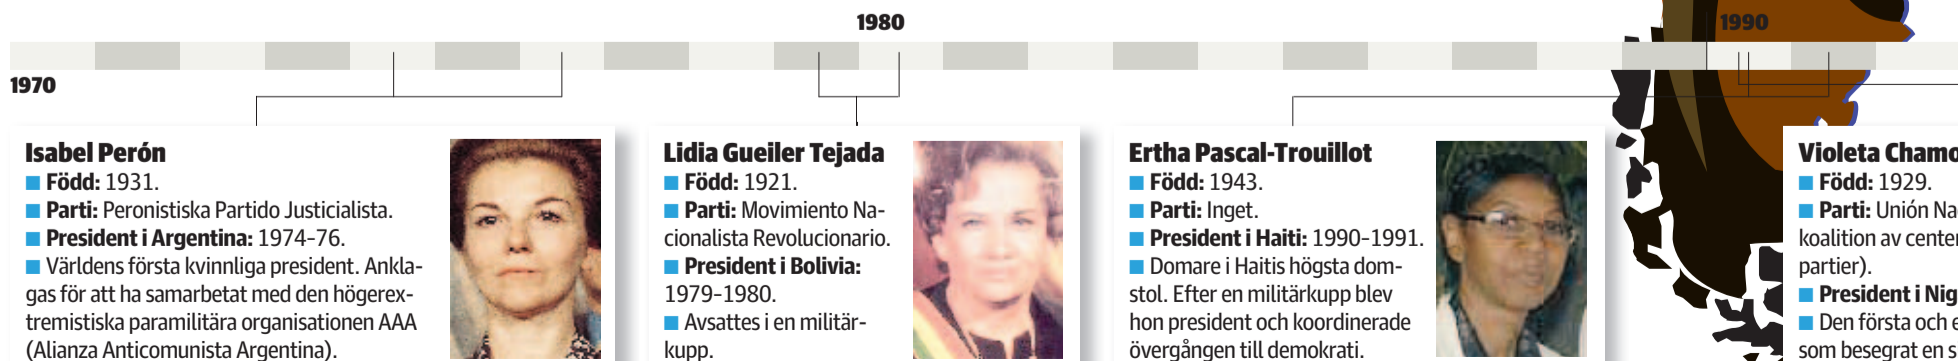 1980
1990
1970
Isabel Perón
Född: 1931.
Parti: Peronistiska Partido Justicialista.
President i Argentina: 1974–76.
Världens första kvinnliga president. Ankla-
gas för att ha samarbetat med den högerex-
tremistiska paramilitära organisationen AAA
(Alianza Anticomunista Argentina).
Lidia Gueiler Tejada
Född: 1921.
Parti: Movimiento Na-
cionalista Revolucionario.
President i Bolivia:
1979–1980.
Avsattes i en militär-
kupp.
Ertha Pascal-Trouillot
Född: 1943.
Parti: Inget.
President i Haiti: 1990–1991.
Domare i Haitis högsta dom-
stol. Efter en militärkupp blev
hon president och koordinerade
övergången till demokrati.
Violeta Chamo
Född: 1929.
Parti: Unión Na
koalition av center
partier).
President i Nig
Den första och e
som besegrat en s